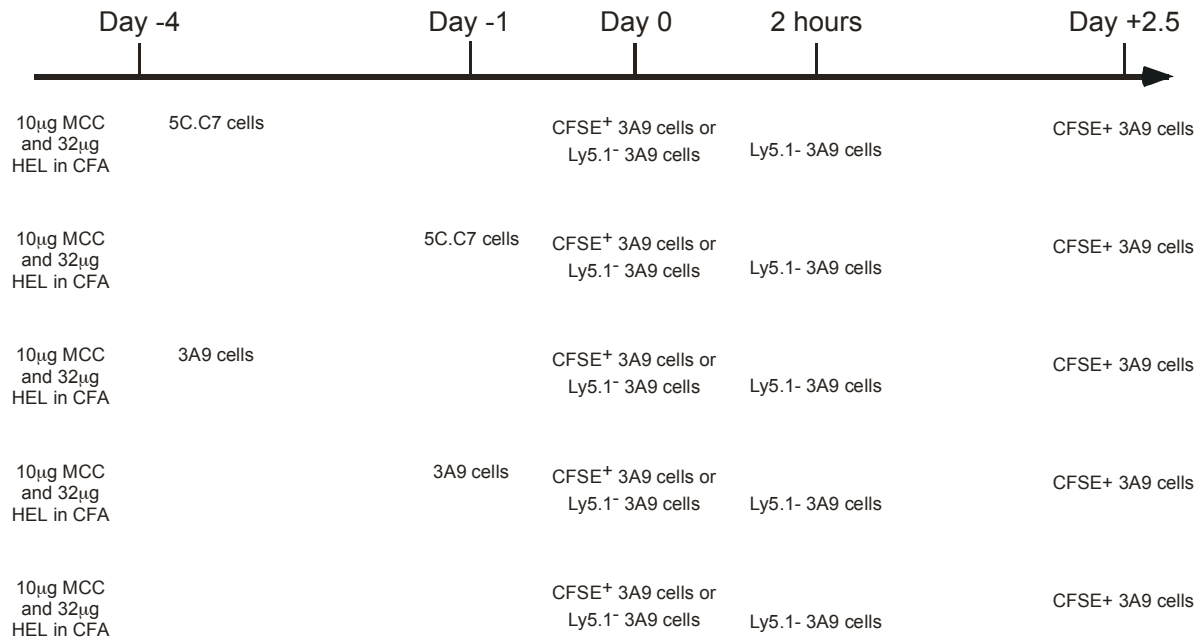 Day -4 Day -1 Day 0 2 hours Day +2.5
10μg MCC
and 32μg
HEL in CFA
5C.C7 cells
CFSE+ 3A9 cells or
Ly5.1- 3A9 cells
Ly5.1- 3A9 cells
CFSE+ 3A9 cells
10μg MCC
and 32μg
HEL in CFA
5C.C7 cells
CFSE+ 3A9 cells or
Ly5.1- 3A9 cells
Ly5.1- 3A9 cells
CFSE+ 3A9 cells
10μg MCC
and 32μg
HEL in CFA
3A9 cells
CFSE+ 3A9 cells or
Ly5.1- 3A9 cells
Ly5.1- 3A9 cells
CFSE+ 3A9 cells
10μg MCC
and 32μg
HEL in CFA
3A9 cells
CFSE+ 3A9 cells or
Ly5.1- 3A9 cells
Ly5.1- 3A9 cells
CFSE+ 3A9 cells
10μg MCC
and 32μg
HEL in CFA
CFSE+ 3A9 cells or
Ly5.1- 3A9 cells
Ly5.1- 3A9 cells
CFSE+ 3A9 cells